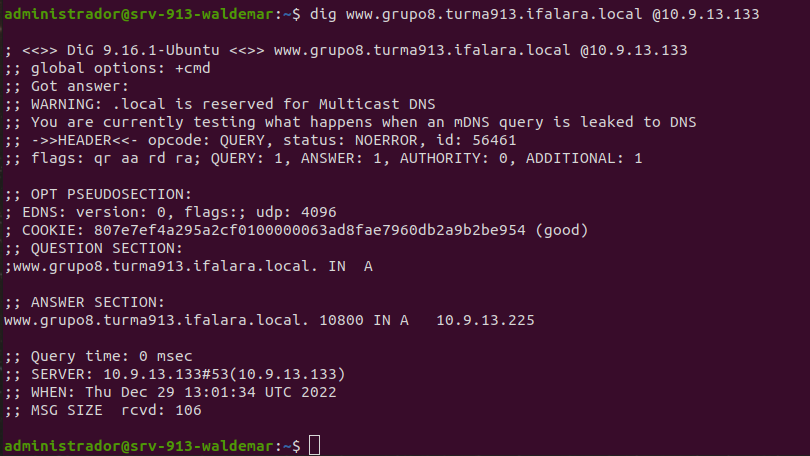 administrador@srv-913-waldemar:~$ dig www.grupo8.turma913.ifalara.local @10.9.13.133
; <<>> DiG 9.16.1-Ubuntu <<>> www.grupo8.turma913.ifalara.local @10.9.13.133
;; global options: +cmd
;; Got answer:
;; WARNING: .local is reserved for Multicast DNS
;; You are currently testing what happens when an mDNS query is leaked to DNS
;; ->>HEADER<<- opcode: QUERY, status: NOERROR, id: 56461
;; flags: qr aa rd ra; QUERY: 1, ANSWER: 1, AUTHORITY: 0, ADDITIONAL: 1
;; OPT PSEUDOSECTION:
; EDNS: version: 0, flags:; udp: 4096
; COOKIE: 807e7ef4a295a2cf0100000063ad8fae7960db2a9b2be954 (good)
;; QUESTION SECTION:
;www.grupo8.turma913.ifalara.local. IN  A
;; ANSWER SECTION:
www.grupo8.turma913.ifalara.local. 10800 IN A   10.9.13.225
;; Query time: 0 msec
;; SERVER: 10.9.13.133#53(10.9.13.133)
;; WHEN: Thu Dec 29 13:01:34 UTC 2022
;; MSG SIZE  rcvd: 106
administrador@srv-913-waldemar:~$